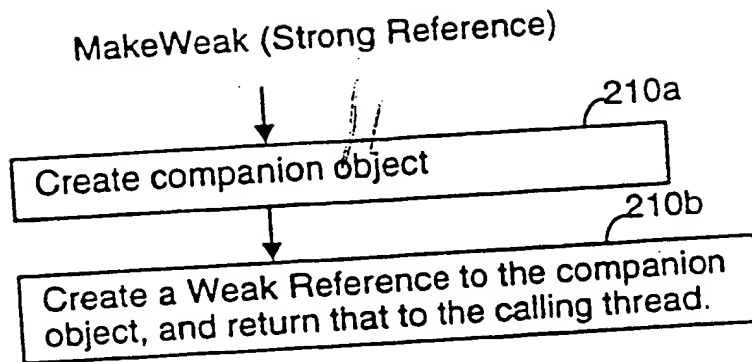 MakeWeak (Strong Reference)
210a
Create companion object
210b
Create a Weak Reference to the companion
object, and return that to the calling thread.